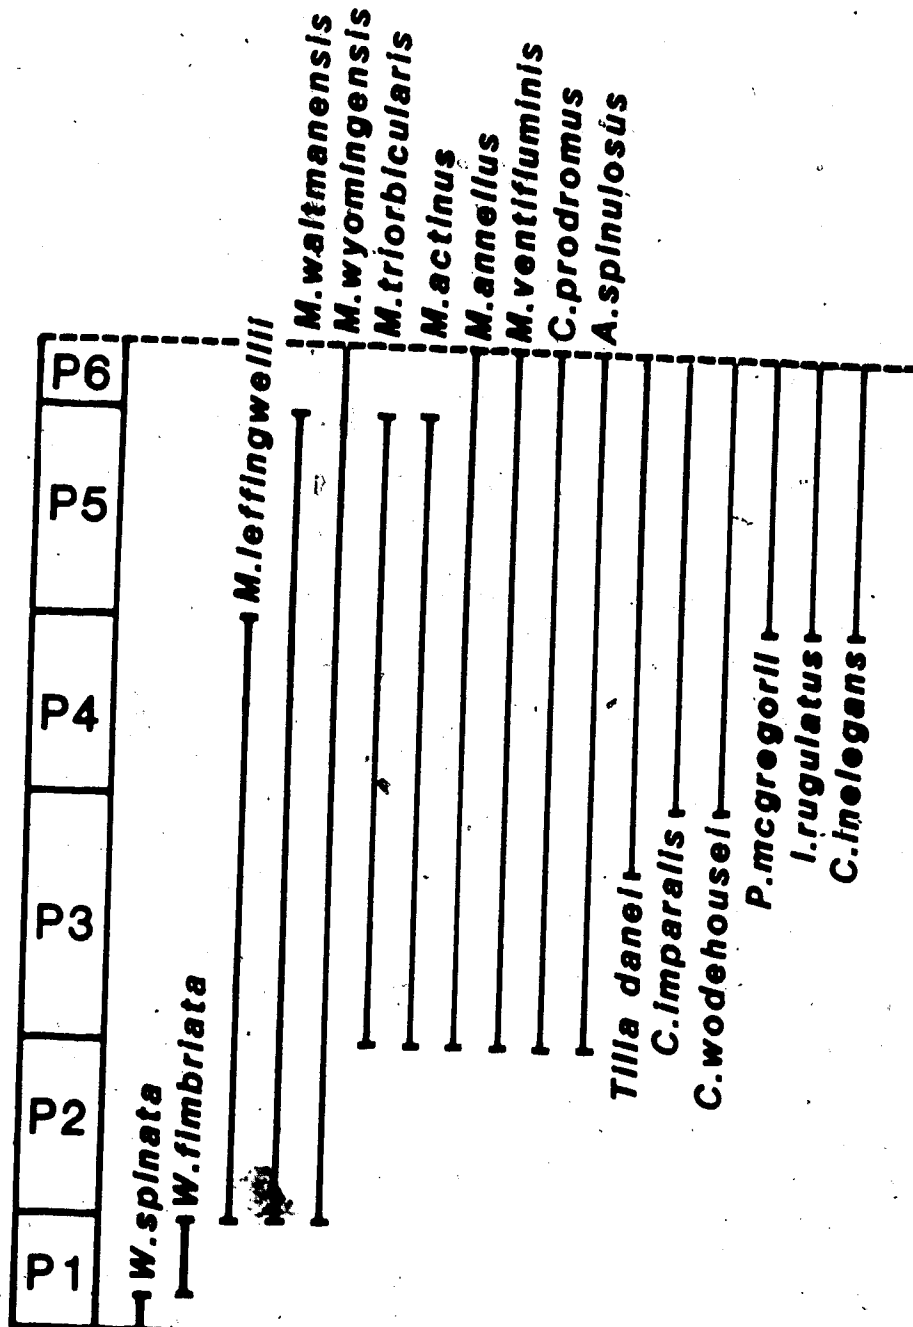 P6
P5
P4
P3
P2
P1
W.spinata
W.fimbriata
M.leffingwellii
M.waltmanensis
M.wyomingensis
M.triorbicularis
M.actinus
M.annellus
M.ventifluminis
C.prodromus
A.spinulosus
Tilia danei
C.imparalis
C.wodehousei
P.mcgregorii
I.rugulatus
C.inelegans